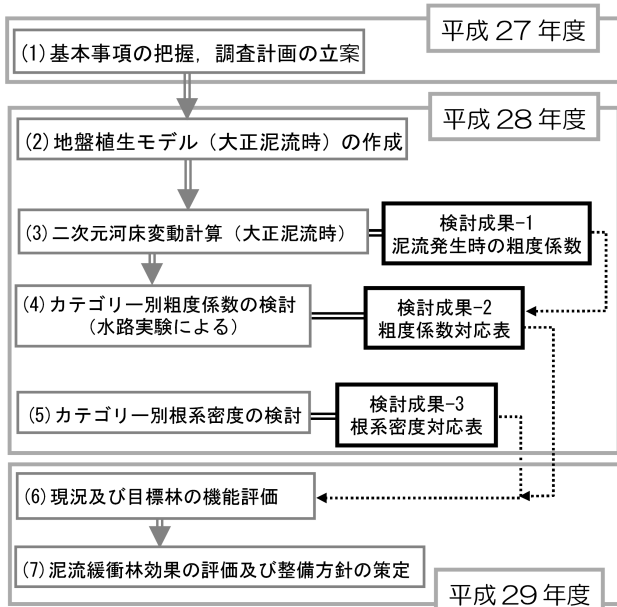 平成 27 年度
(1) 基本事項の把握，調査計画の立案
平成 28 年度
(2) 地盤植生モデル（大正泥流時）の作成
(3) 二次元河床変動計算（大正泥流時）
検討成果-1
泥流発生時の粗度係数
(4) カテゴリー別粗度係数の検討
（水路実験による）
検討成果-2
粗度係数対応表
(5) カテゴリー別根系密度の検討
検討成果-3
根系密度対応表
(6) 現況及び目標林の機能評価
(7) 泥流緩衝林効果の評価及び整備方針の策定
平成 29 年度